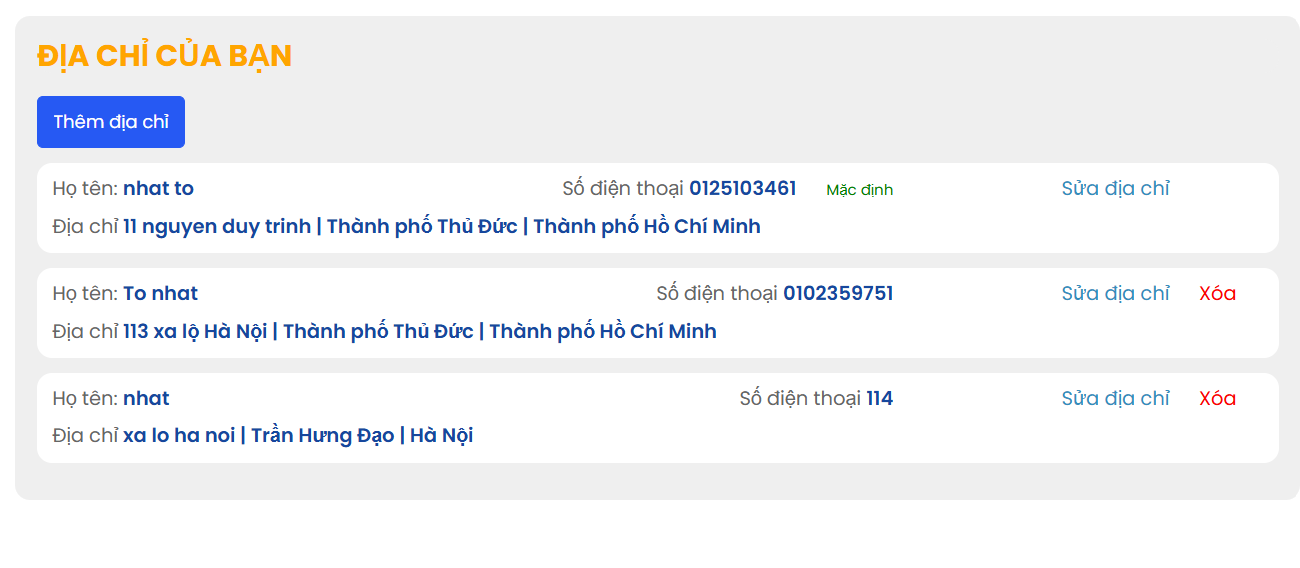 ĐỊA CHỈ CỦA BẠN
Thêm địa chỉ
Họ tên: nhat to Số điện thoại 0125103461 Mặc định Sửa địa chỉ
Địa chỉ 11 nguyen duy trinh | Thành phố Thủ Đức | Thành phố Hồ Chí Minh
Họ tên: To nhat Số điện thoại 0102359751 Sửa địa chỉ Xóa
Địa chỉ 113 xa lộ Hà Nội | Thành phố Thủ Đức | Thành phố Hồ Chí Minh
Họ tên: nhat Số điện thoại 114 Sửa địa chỉ Xóa
Địa chỉ xa lo ha noi | Trần Hưng Đạo | Hà Nội